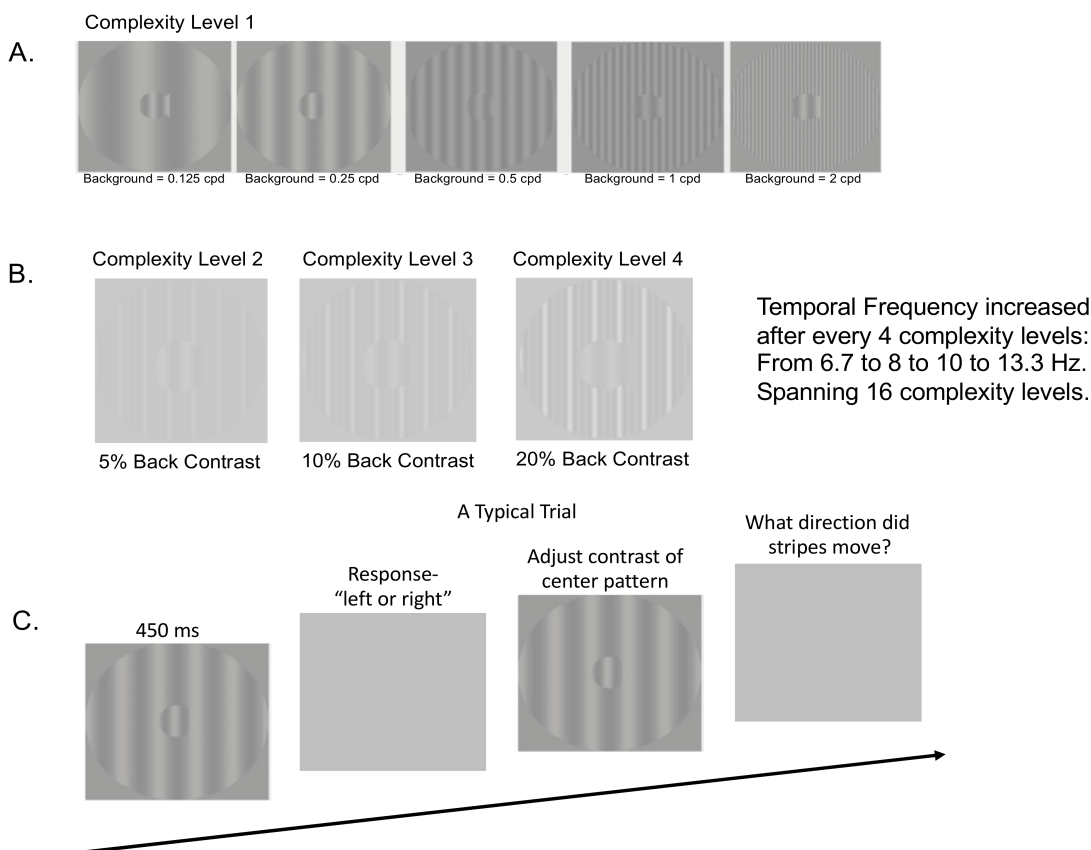 Complexity Level 1
A.
Background = 0.125 cpd
Background = 0.25 cpd
Background = 0.5 cpd
Background = 1 cpd
Background = 2 cpd
B.
Complexity Level 2
Complexity Level 3
Complexity Level 4
5% Back Contrast
10% Back Contrast
20% Back Contrast
Temporal Frequency increased
after every 4 complexity levels:
From 6.7 to 8 to 10 to 13.3 Hz.
Spanning 16 complexity levels.
A Typical Trial
C.
450 ms
Response-
“left or right”
Adjust contrast of
center pattern
What direction did
stripes move?